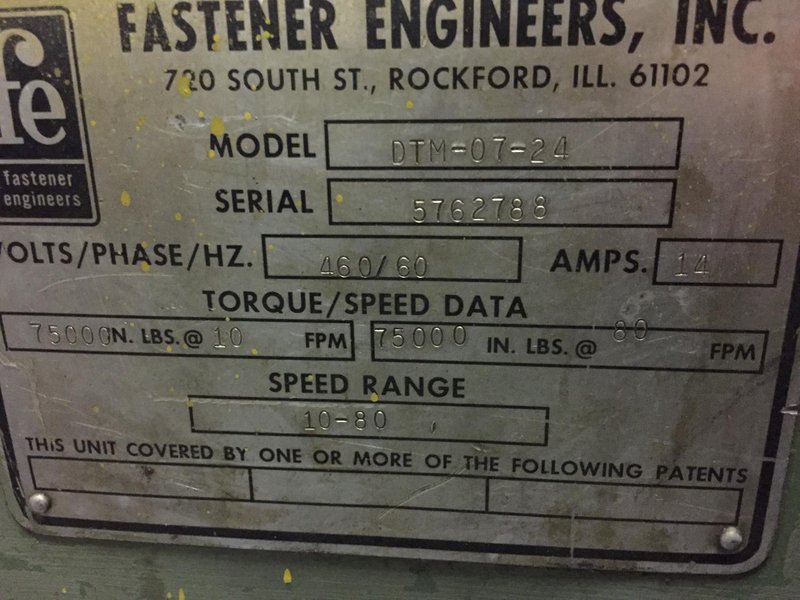 FASTENER ENGINEERS, INC.
720 SOUTH ST., ROCKFORD, ILL. 61102
fe
fastener
engineers
MODEL DTM-07-24
SERIAL 5762788
VOLTS/PHASE/HZ. 460/60 AMPS. 14
TORQUE/SPEED DATA
75000 IN. LBS. @ 10 FPM 75000 IN. LBS. @ 80 FPM
SPEED RANGE
10-80
THIS UNIT COVERED BY ONE OR MORE OF THE FOLLOWING PATENTS